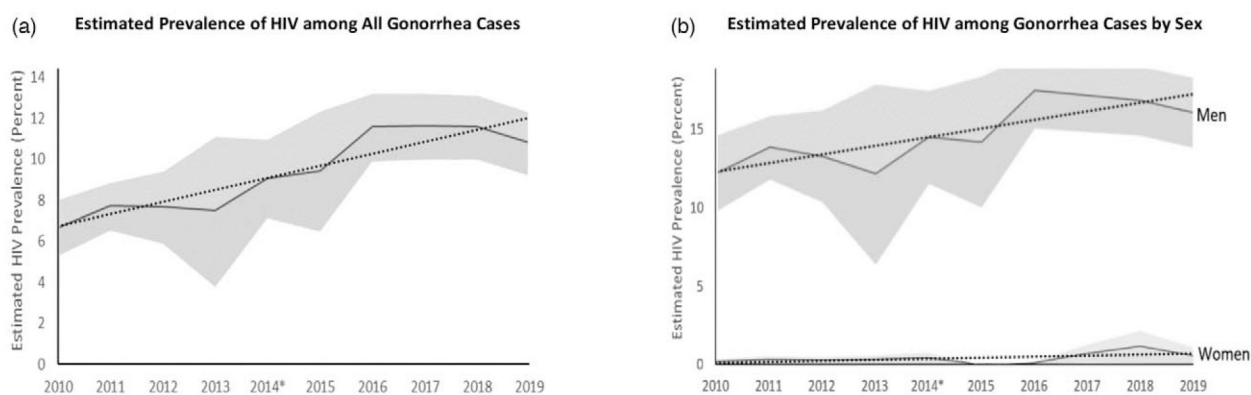 (a) Estimated Prevalence of HIV among All Gonorrhea Cases
Estimated HIV Prevalence (Percent)
14
12
10
8
6
4
2
0
2010 2011 2012 2013 2014* 2015 2016 2017 2018 2019
(b) Estimated Prevalence of HIV among Gonorrhea Cases by Sex
Estimated HIV Prevalence (Percent)
15
10
5
0
Men
Women
2010 2011 2012 2013 2014* 2015 2016 2017 2018 2019